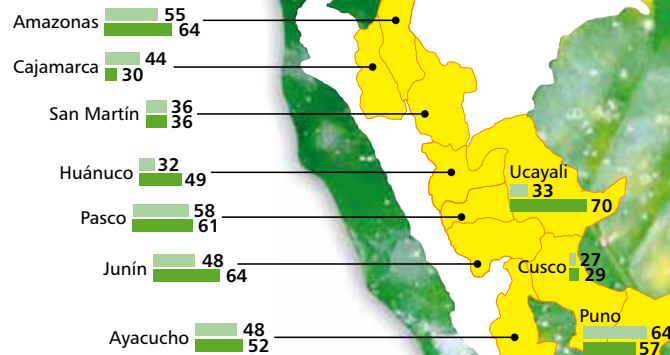 Amazonas 55
64
Cajamarca 44
30
San Martín 36
36
Huánuco 32
49
Ucayali
33
70
Pasco 58
61
Junín 48
64
Cusco 27
29
Ayacucho 48
52
Puno
64
57